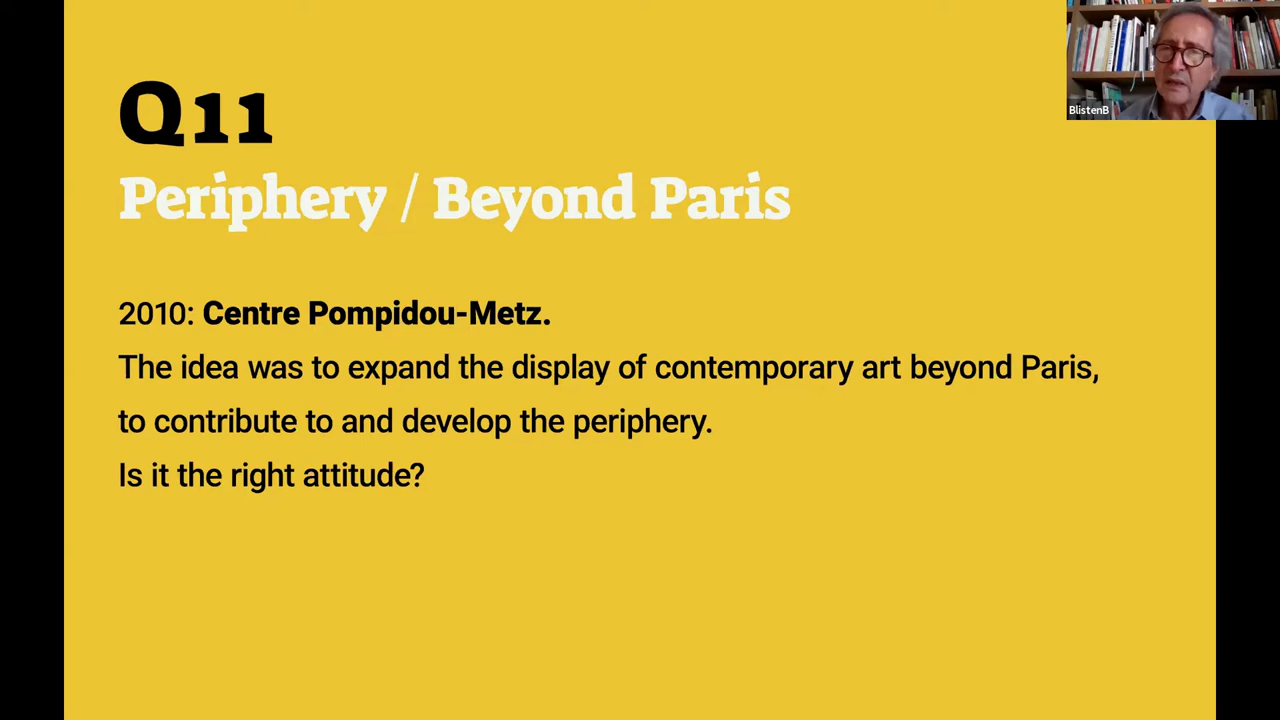 Q11
Periphery / Beyond Paris
2010: Centre Pompidou-Metz.
The idea was to expand the display of contemporary art beyond Paris,
to contribute to and develop the periphery.
Is it the right attitude?
BlistenB